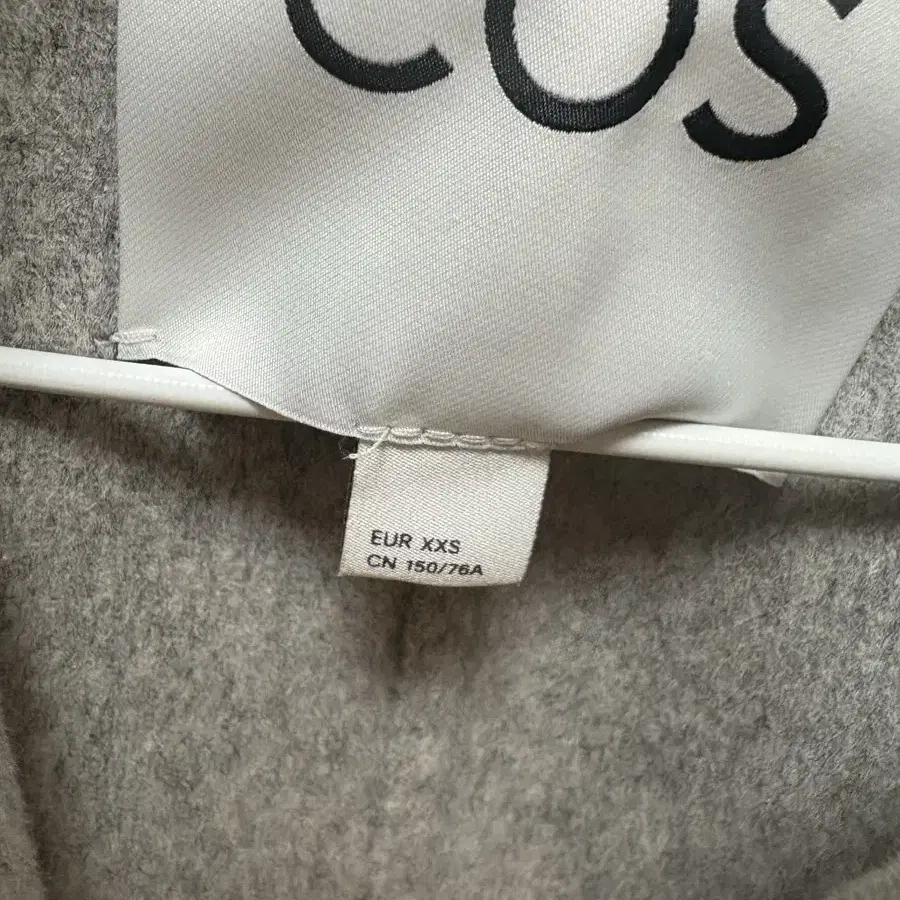 COS
EUR XXS
CN 150/76A